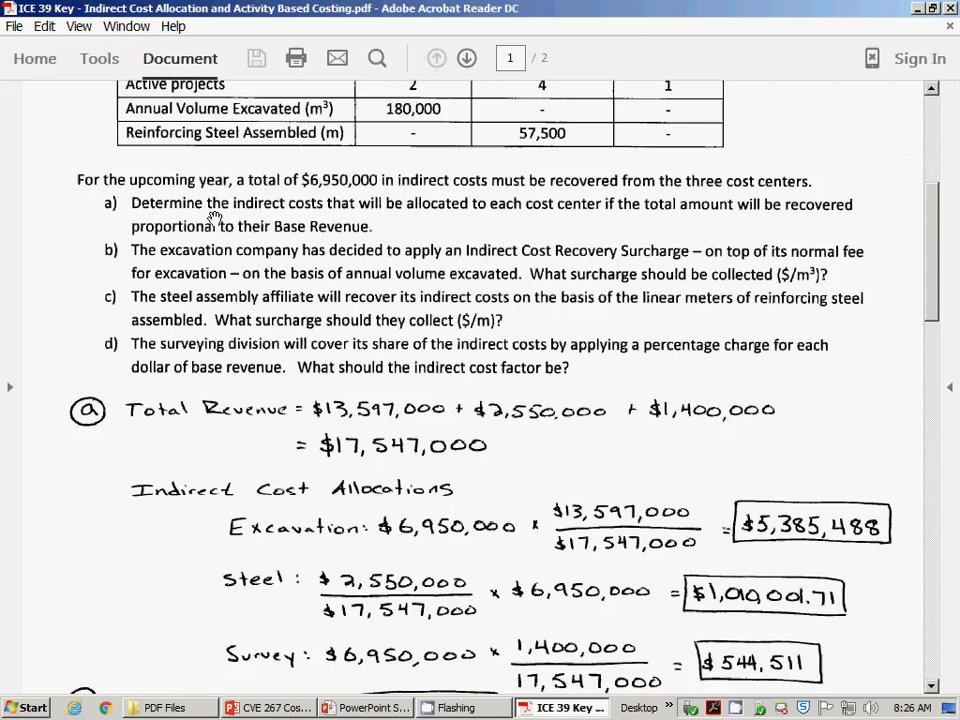 ICE 39 Key - Indirect Cost Allocation and Activity Based Costing.pdf - Adobe Acrobat Reader DC
File Edit View Window Help
Home Tools Document 1 / 2 Sign In
Active projects 2 4 1
Annual Volume Excavated (m³) 180,000 - -
Reinforcing Steel Assembled (m) - 57,500 -
For the upcoming year, a total of $6,950,000 in indirect costs must be recovered from the three cost centers.
a) Determine the indirect costs that will be allocated to each cost center if the total amount will be recovered
proportional to their Base Revenue.
b) The excavation company has decided to apply an Indirect Cost Recovery Surcharge – on top of its normal fee
for excavation – on the basis of annual volume excavated. What surcharge should be collected ($/m³)?
c) The steel assembly affiliate will recover its indirect costs on the basis of the linear meters of reinforcing steel
assembled. What surcharge should they collect ($/m)?
d) The surveying division will cover its share of the indirect costs by applying a percentage charge for each
dollar of base revenue. What should the indirect cost factor be?
a Total Revenue = $13,597,000 + $2,550,000 + $1,400,000
= $17,547,000
Indirect Cost Allocations
Excavation: $6,950,000 × $13,597,000 / $17,547,000 = $5,385,488
Steel: $2,550,000 / $17,547,000 × $6,950,000 = $1,010,001.71
Survey: $6,950,000 × 1,400,000 / 17,547,000 = $544,511
Start PDF Files CVE 267 Cos... PowerPoint S... Flashing ICE 39 Key ... Desktop 8:26 AM